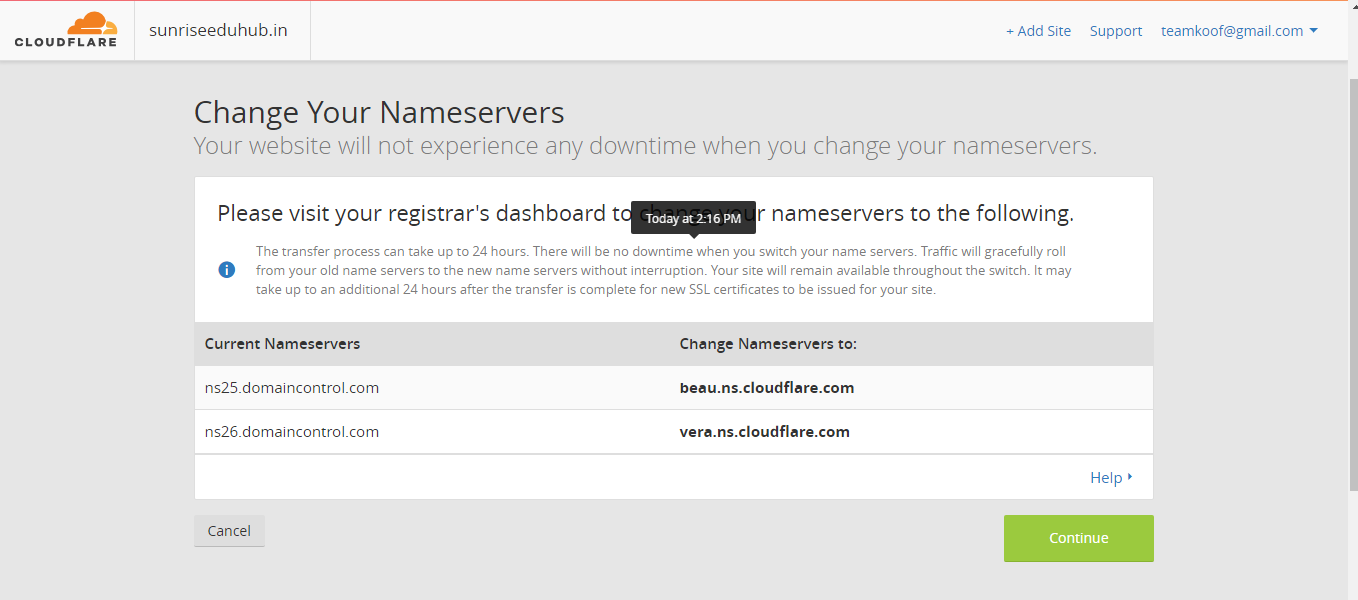 CLOUDFLARE
sunriseeduhub.in
+ Add Site
Support
teamkoof@gmail.com
Change Your Nameservers
Your website will not experience any downtime when you change your nameservers.
Please visit your registrar's dashboard to change your nameservers to the following.
Today at 2:16 PM
The transfer process can take up to 24 hours. There will be no downtime when you switch your name servers. Traffic will gracefully roll
from your old name servers to the new name servers without interruption. Your site will remain available throughout the switch. It may
take up to an additional 24 hours after the transfer is complete for new SSL certificates to be issued for your site.
Current Nameservers
Change Nameservers to:
ns25.domaincontrol.com
beau.ns.cloudflare.com
ns26.domaincontrol.com
vera.ns.cloudflare.com
Help
Cancel
Continue